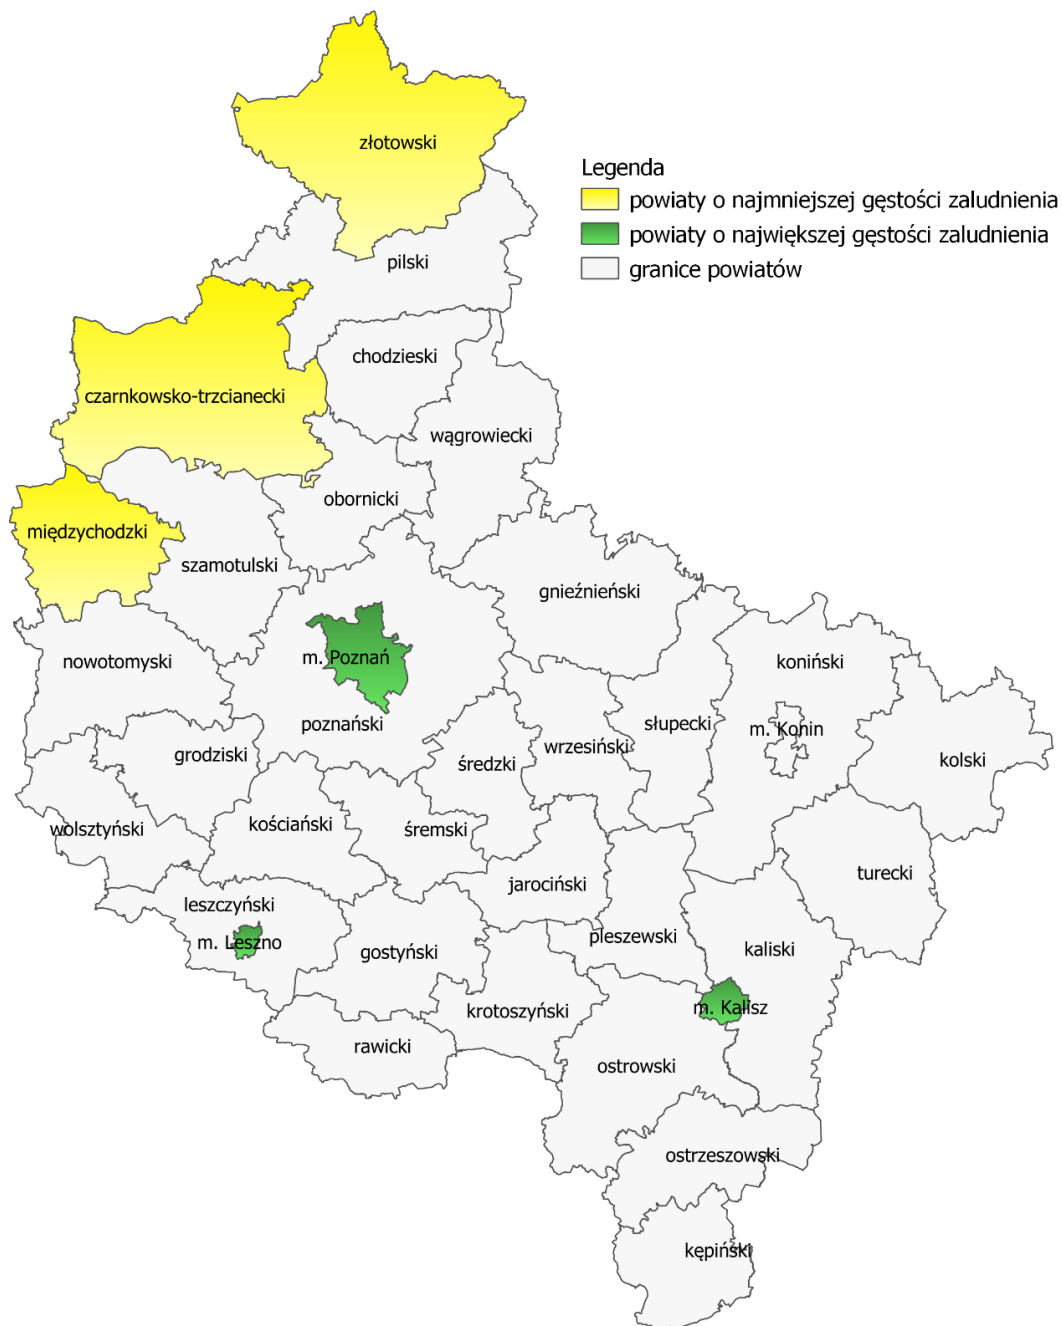 złotowski
Legenda
powiaty o najmniejszej gęstości zaludnienia
powiaty o największej gęstości zaludnienia
granice powiatów
pilski
chodzieski
czarnkowsko-trzcianecki
wągrowiecki
obornicki
międzychodzki
szamotulski
gnieźnieński
nowotomyski
m. Poznań
koniński
poznański
słupecki
m. Konin
grodziski
średzki
wrzesiński
kolski
wolsztyński
kościański
śremski
turecki
jarociński
leszczyński
m. Leszno
gostyński
pleszewski
kaliski
krotoszyński
m. Kalisz
rawicki
ostrowski
ostrzeszowski
kępiński